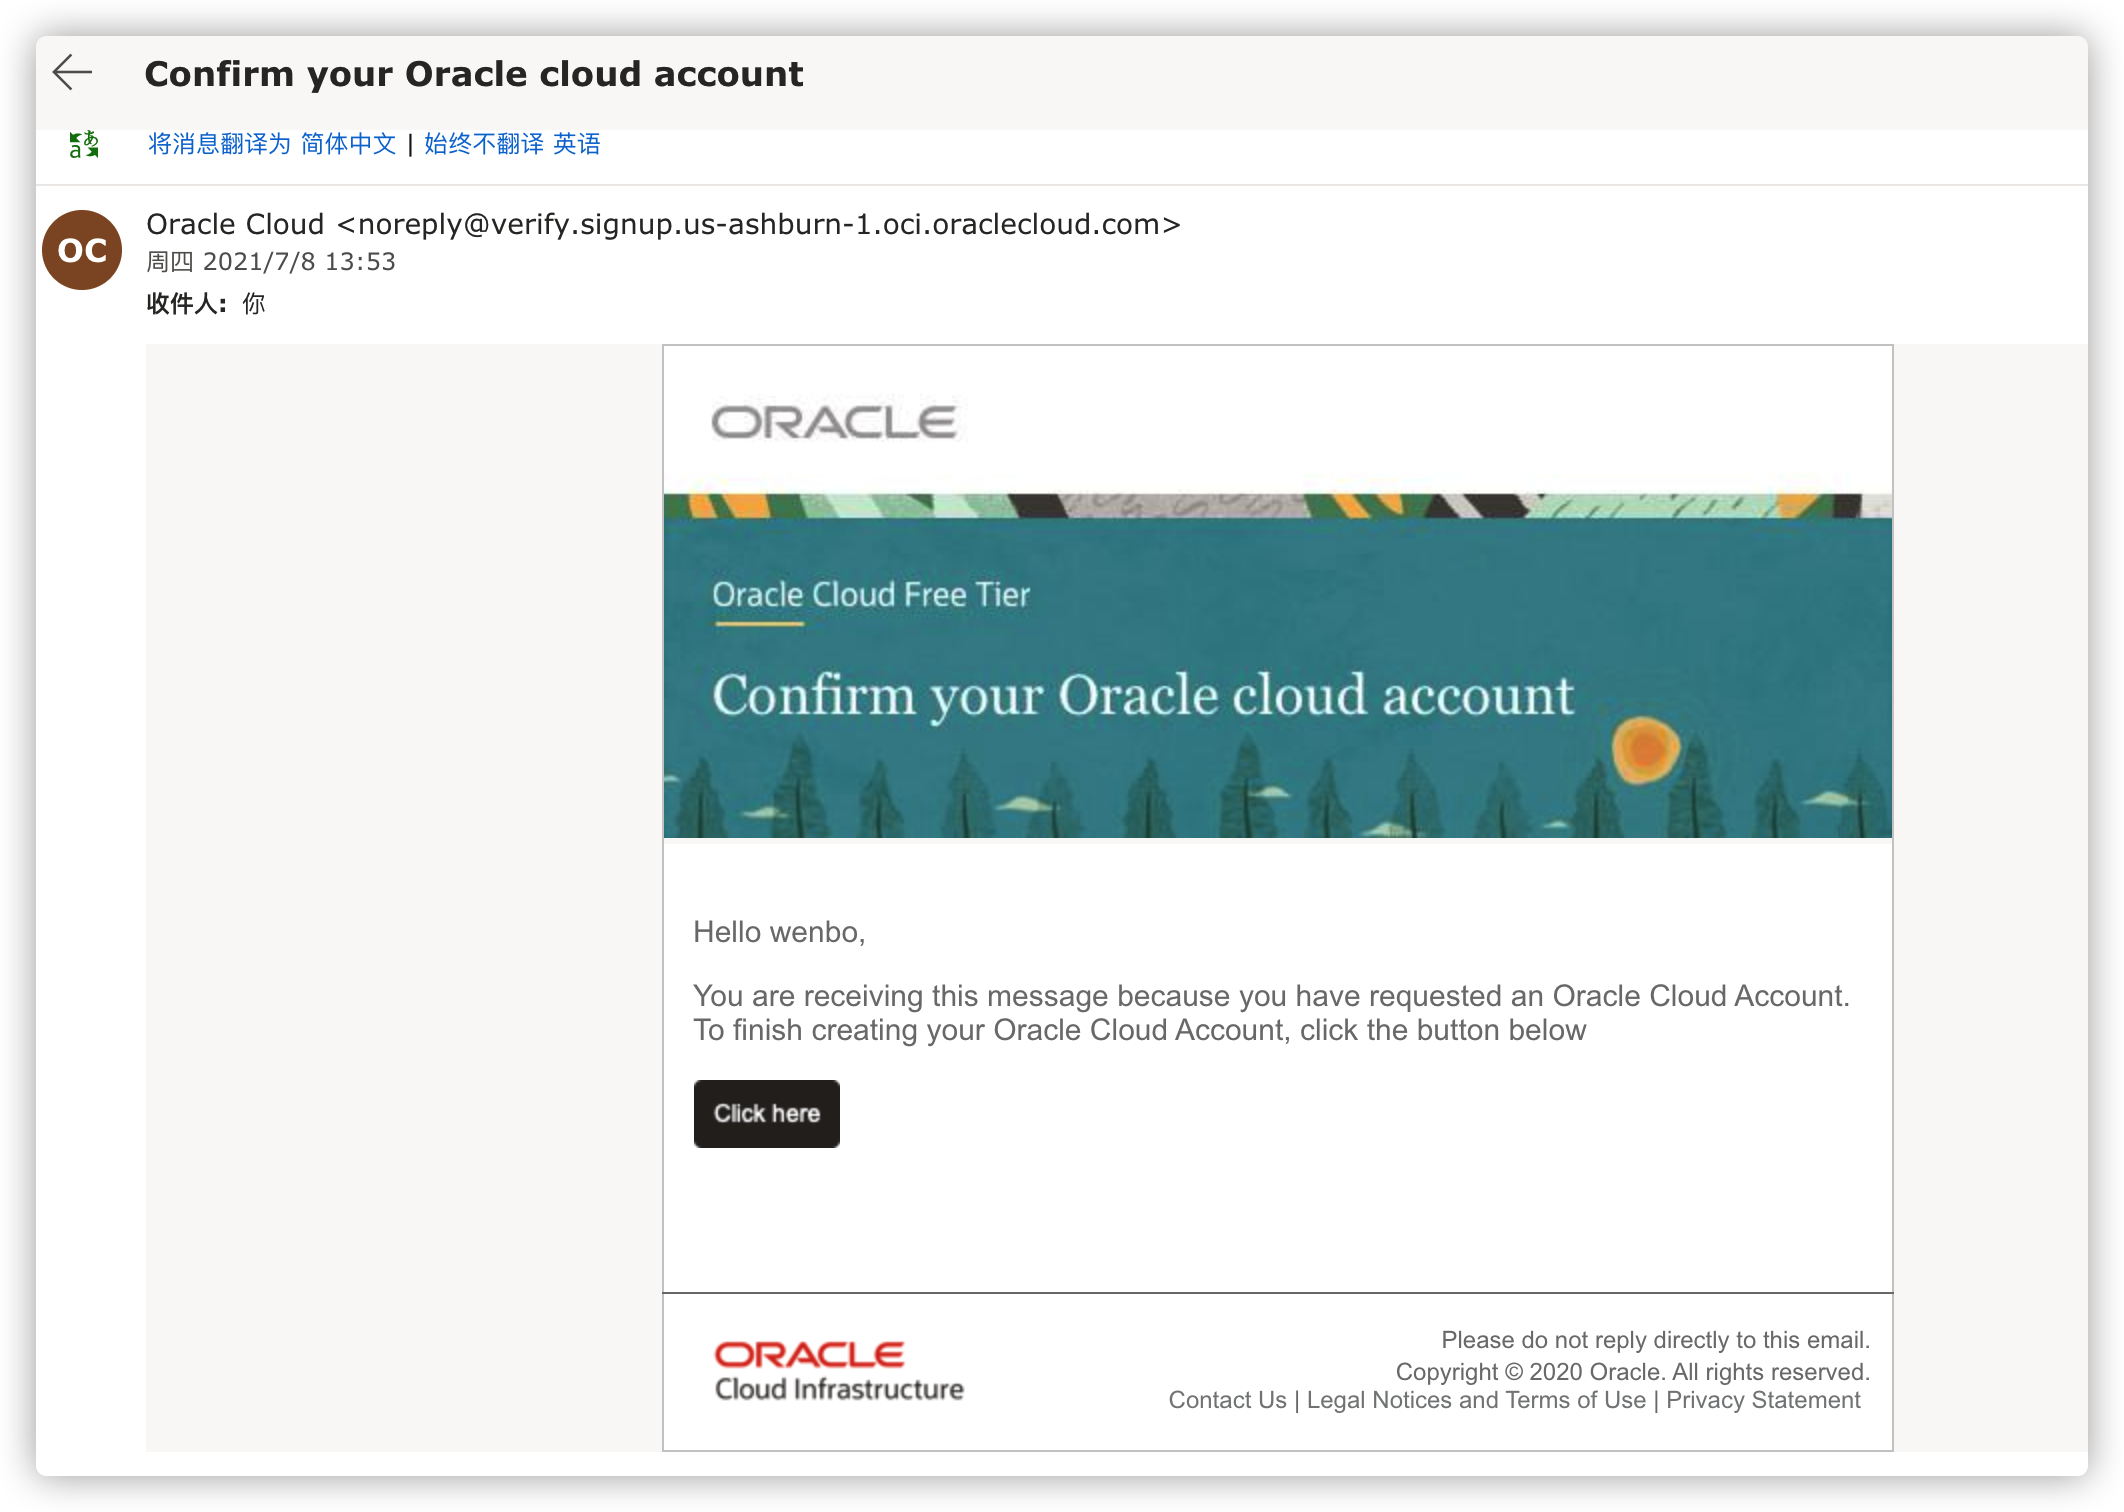 Confirm your Oracle cloud account
将消息翻译为 简体中文 | 始终不翻译 英语
OC
Oracle Cloud <noreply@verify.signup.us-ashburn-1.oci.oraclecloud.com>
周四 2021/7/8 13:53
收件人: 你
ORACLE
Oracle Cloud Free Tier
Confirm your Oracle cloud account
Hello wenbo,
You are receiving this message because you have requested an Oracle Cloud Account.
To finish creating your Oracle Cloud Account, click the button below
Click here
ORACLE
Cloud Infrastructure
Please do not reply directly to this email.
Copyright © 2020 Oracle. All rights reserved.
Contact Us | Legal Notices and Terms of Use | Privacy Statement